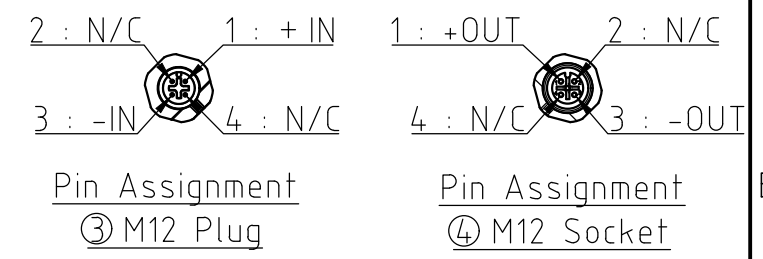 2 : N/C 1 : + IN 1 : +OUT 2 : N/C
3 : -IN 4 : N/C 4 : N/C 3 : -OUT
Pin Assignment Pin Assignment
③ M12 Plug ④ M12 Socket